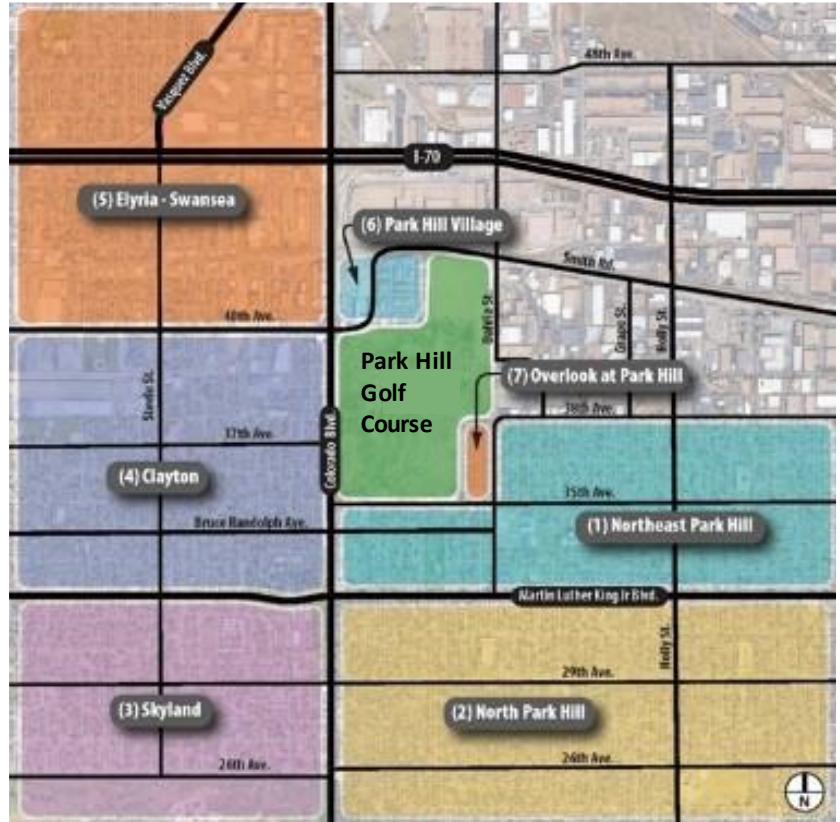 Vasquez Blvd.
48th Ave.
I-70
(5) Elyria - Swansea
(6) Park Hill Village
Smith Rd.
40th Ave.
Dahlia St.
Grape St.
Holly St.
Park Hill
Golf
Course
(7) Overlook at Park Hill
Steele St.
38th Ave.
37th Ave.
Colorado Blvd.
(4) Clayton
35th Ave.
Bruce Randolph Ave.
(1) Northeast Park Hill
Martin Luther King Jr Blvd.
Holly St.
29th Ave.
(3) Skyland
(2) North Park Hill
26th Ave.
26th Ave.
N